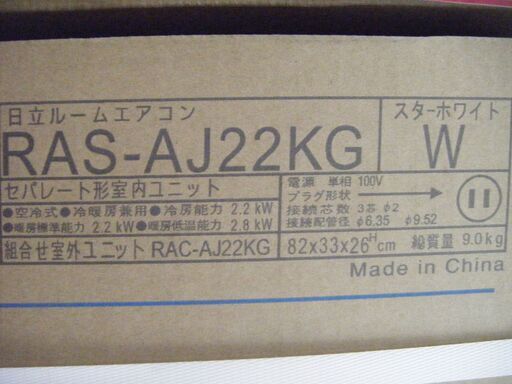 日立ルームエアコン
スターホワイト
RAS-AJ22KG
W
セパレート形室内ユニット
●空冷式●冷暖房兼用●冷房能力 2.2 kW
●暖房標準能力 2.2 kW●暖房低温能力 2.8 kW
電源 単相 100V
プラグ形状
接続芯数 3芯 φ2
接続配管径 φ6.35 φ9.52
組合せ室外ユニット RAC-AJ22KG
82x33x26ᴴcm 総質量 9.0kg
Made in China